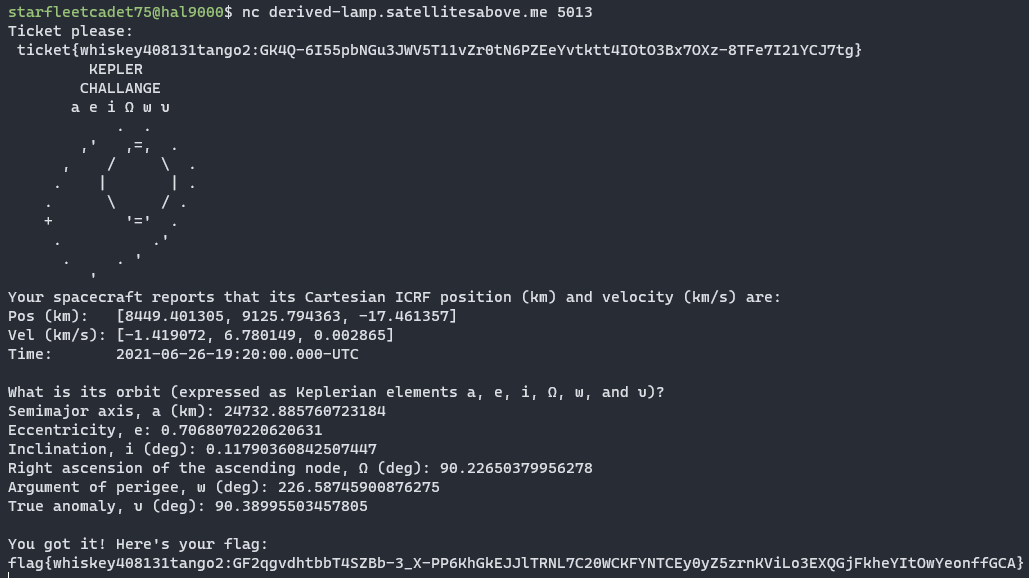 starfleetcadet75@hal9000$ nc derived-lamp.satellitesabove.me 5013
Ticket please:
 ticket{whiskey408131tango2:GK4Q-6I55pbNGu3JWV5T11vZr0tN6PZEeYvtktt4IOtO3Bx7OXz-8TFe7I21YCJ7tg}
         KEPLER
        CHALLANGE
       a e i Ω ω υ
            .  .
        ,'   ,=,  .
      ,    /     \  .
     .    |       | .
    .      \     / .
    +        '='  .
     .          .'
      .     . '
         '
Your spacecraft reports that its Cartesian ICRF position (km) and velocity (km/s) are:
Pos (km):   [8449.401305, 9125.794363, -17.461357]
Vel (km/s): [-1.419072, 6.780149, 0.002865]
Time:       2021-06-26-19:20:00.000-UTC

What is its orbit (expressed as Keplerian elements a, e, i, Ω, ω, and υ)?
Semimajor axis, a (km): 24732.885760723184
Eccentricity, e: 0.7068070220620631
Inclination, i (deg): 0.11790360842507447
Right ascension of the ascending node, Ω (deg): 90.22650379956278
Argument of perigee, ω (deg): 226.58745900876275
True anomaly, υ (deg): 90.38995503457805

You got it! Here's your flag:
flag{whiskey408131tango2:GF2qgvdhtbbT4SZBb-3_X-PP6KhGkEJJlTRNL7C20WCKFYNTCEy0yZ5zrnKViLo3EXQGjFkheYItOwYeonffGCA}